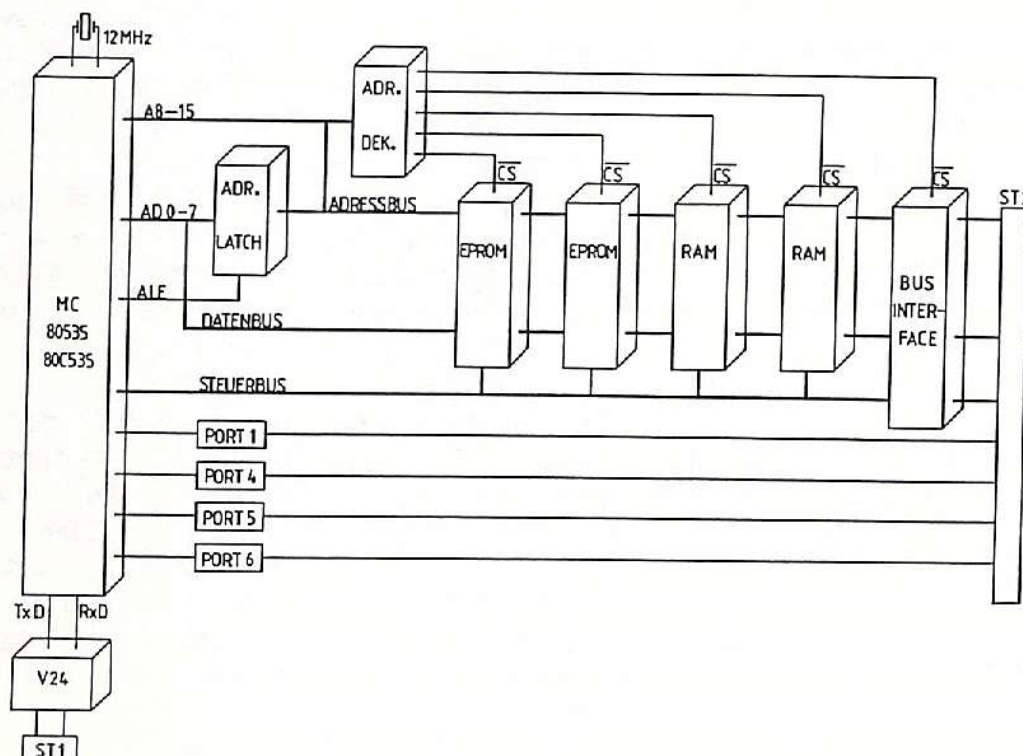 12MHz
A8–15
ADR.
DEK.
CS
CS
CS
CS
CS
ADR.
LATCH
AD 0–7
ADRESSBUS
EPROM
EPROM
RAM
RAM
BUS
INTER-
FACE
ALE
DATENBUS
MC
80535
80C535
STEUERBUS
PORT 1
PORT 4
PORT 5
PORT 6
TxD
RxD
V24
ST1